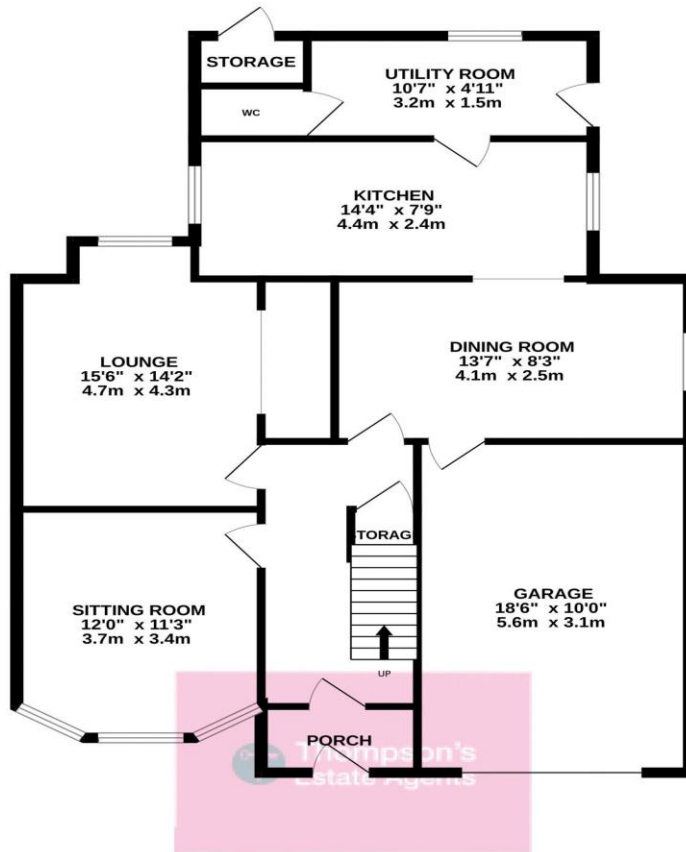 STORAGE
UTILITY ROOM
10'7" x 4'11"
3.2m x 1.5m
WC
KITCHEN
14'4" x 7'9"
4.4m x 2.4m
LOUNGE
15'6" x 14'2"
4.7m x 4.3m
DINING ROOM
13'7" x 8'3"
4.1m x 2.5m
STORAG
SITTING ROOM
12'0" x 11'3"
3.7m x 3.4m
GARAGE
18'6" x 10'0"
5.6m x 3.1m
UP
PORCH
Thompson's
Estate Agents